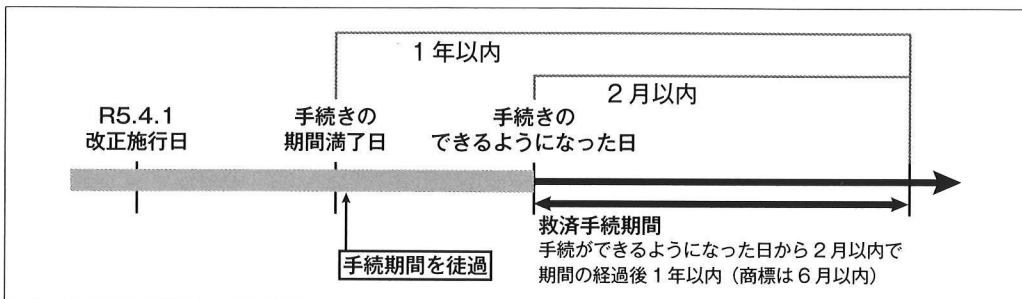 1年以内
2月以内
R5.4.1
改正施行日
手続きの
期間満了日
手続きの
できるようになった日
手続期間を徒過
救済手続期間
手続ができるようになった日から2月以内で
期間の経過後1年以内（商標は6月以内）